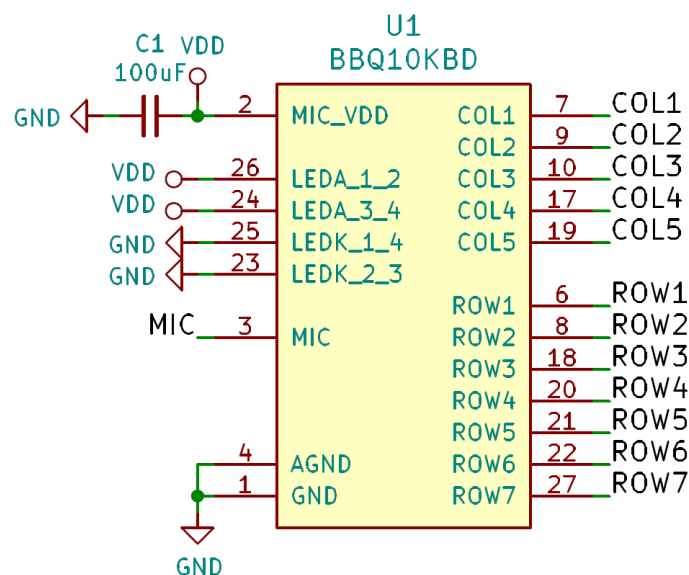 U1
BBQ10KBD
C1 VDD
100uF
GND 2 MIC_VDD COL1 7 COL1
COL2 9 COL2
VDD 26 LEDA_1_2 COL3 10 COL3
VDD 24 LEDA_3_4 COL4 17 COL4
GND 25 LEDK_1_4 COL5 19 COL5
GND 23 LEDK_2_3
ROW1 6 ROW1
MIC 3 MIC ROW2 8 ROW2
ROW3 18 ROW3
ROW4 20 ROW4
ROW5 21 ROW5
4 AGND ROW6 22 ROW6
1 GND ROW7 27 ROW7
GND